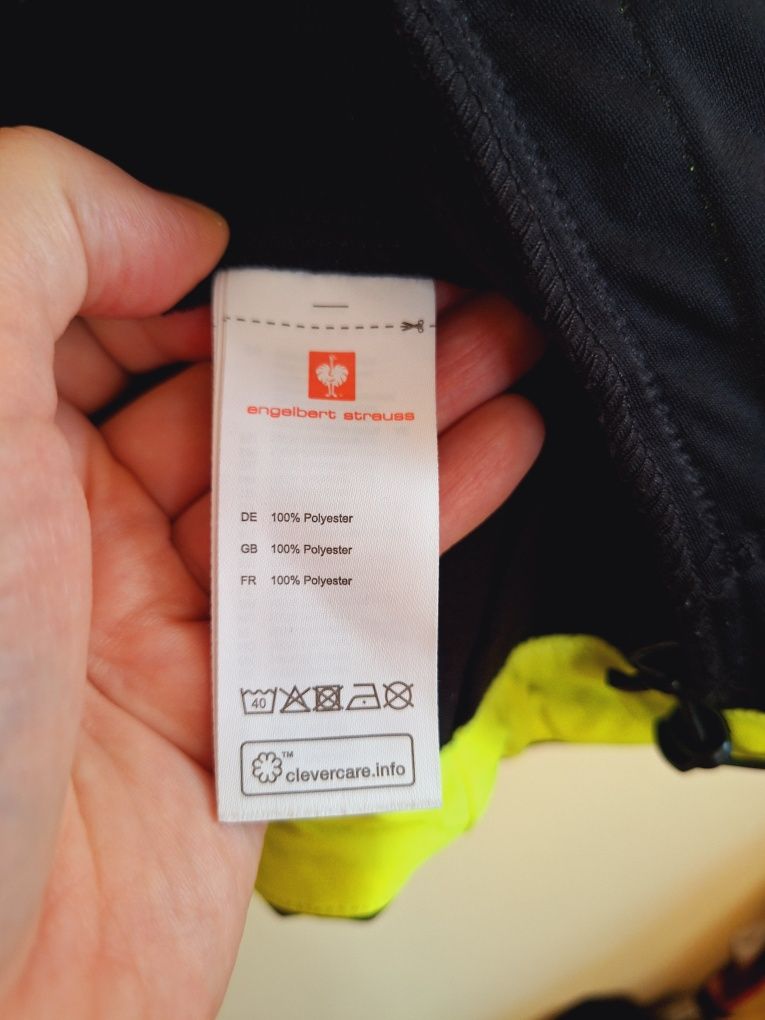 engelbert strauss
DE 100% Polyester
GB 100% Polyester
FR 100% Polyester
40
™
clevercare.info